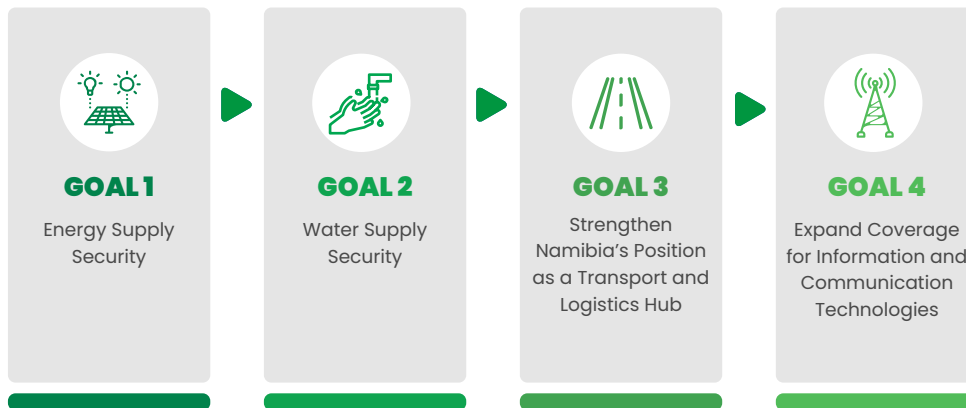 GOAL 1
Energy Supply
Security
GOAL 2
Water Supply
Security
GOAL 3
Strengthen
Namibia’s Position
as a Transport and
Logistics Hub
GOAL 4
Expand Coverage
for Information and
Communication
Technologies